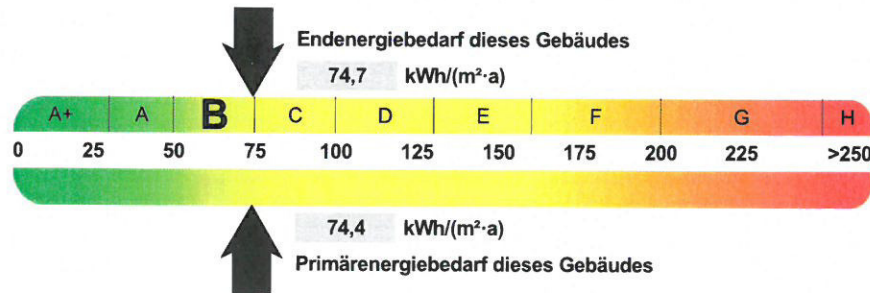 Endenergiebedarf dieses Gebäudes
74,7 kWh/(m²·a)
A+ A B C D E F G H
0 25 50 75 100 125 150 175 200 225 >250
74,4 kWh/(m²·a)
Primärenergiebedarf dieses Gebäudes